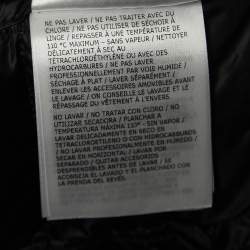 NE PAS LAVER / NE PAS TRAITER AVEC DU
CHLORE / NE PAS UTILISER DE SÉCHOIR À
LINGE / REPASSER À UNE TEMPÉRATURE DE
110 °C MAXIMUM – SANS VAPEUR / NETTOYER
DÉLICATEMENT À SEC AU
TÉTRACHLORÉTHYLÈNE OU AVEC DES
HYDROCARBURES / NE PAS LAVER
PROFESSIONNELLEMENT PAR VOIE HUMIDE /
SÉCHAGE À PLAT / LAVER SÉPARÉMENT /
ENLEVER LES ACCESSOIRES AMOVIBLES AVANT
LE LAVAGE / ON CONSEILLE LE LAVAGE ET LE
REPASSAGE DU VÊTEMENT À L'ENVERS
NO LAVAR / NO TRATAR CON CLORO / NO
UTILIZAR SECADORA / PLANCHAR A
TEMPERATURA MÁXIMA 110° - SIN VAPOR /
LAVAR DELICADAMENTE EN SECO EN
TETRACLOROETILENO O CON HIDROCARBUROS
/ NO LAVAR PROFESIONALMENTE CON HUMEDAD /
SECAR EN HORIZONTAL / LAVAR POR
SEPARADO / QUITAR ACCESORIOS
DESPRENDIBLES ANTES DE LAVAR / SE
ACONSEJA EL LAVADO Y EL PLANCHADO DE LA
PRENDA DEL REVÉS.